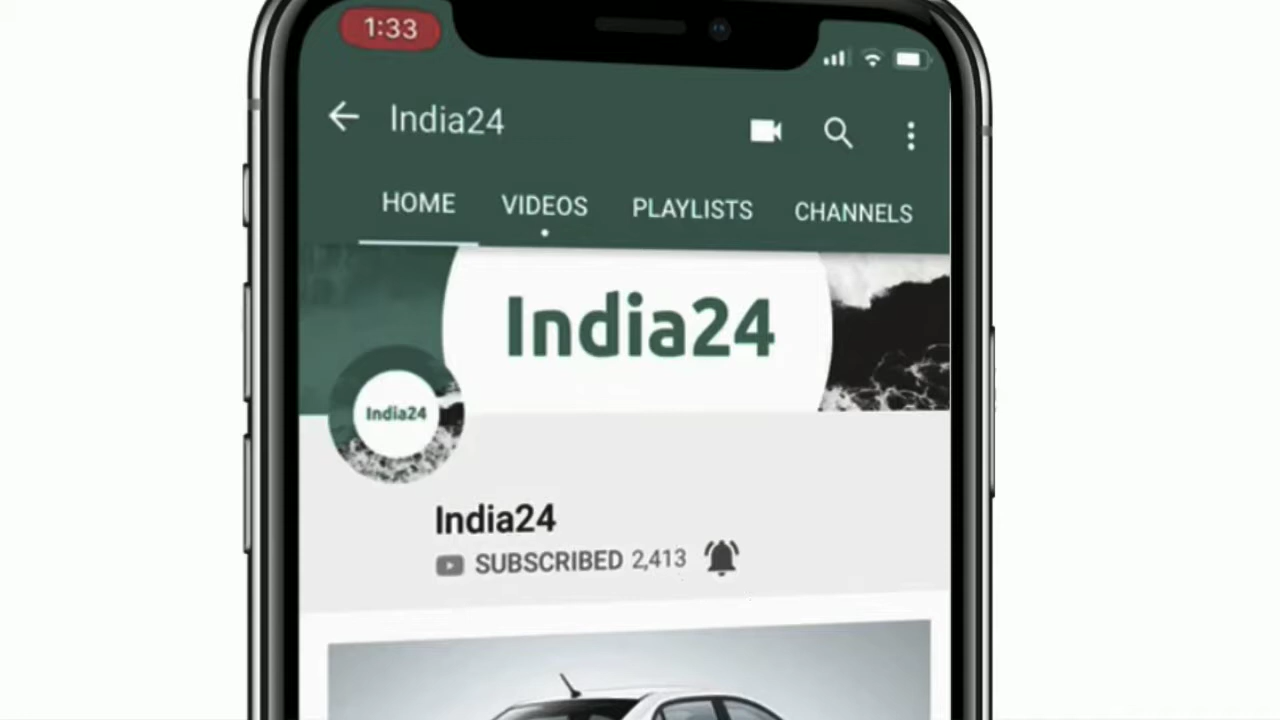 1:33
India24
HOME VIDEOS PLAYLISTS CHANNELS
India24
India24
India24
SUBSCRIBED 2,413